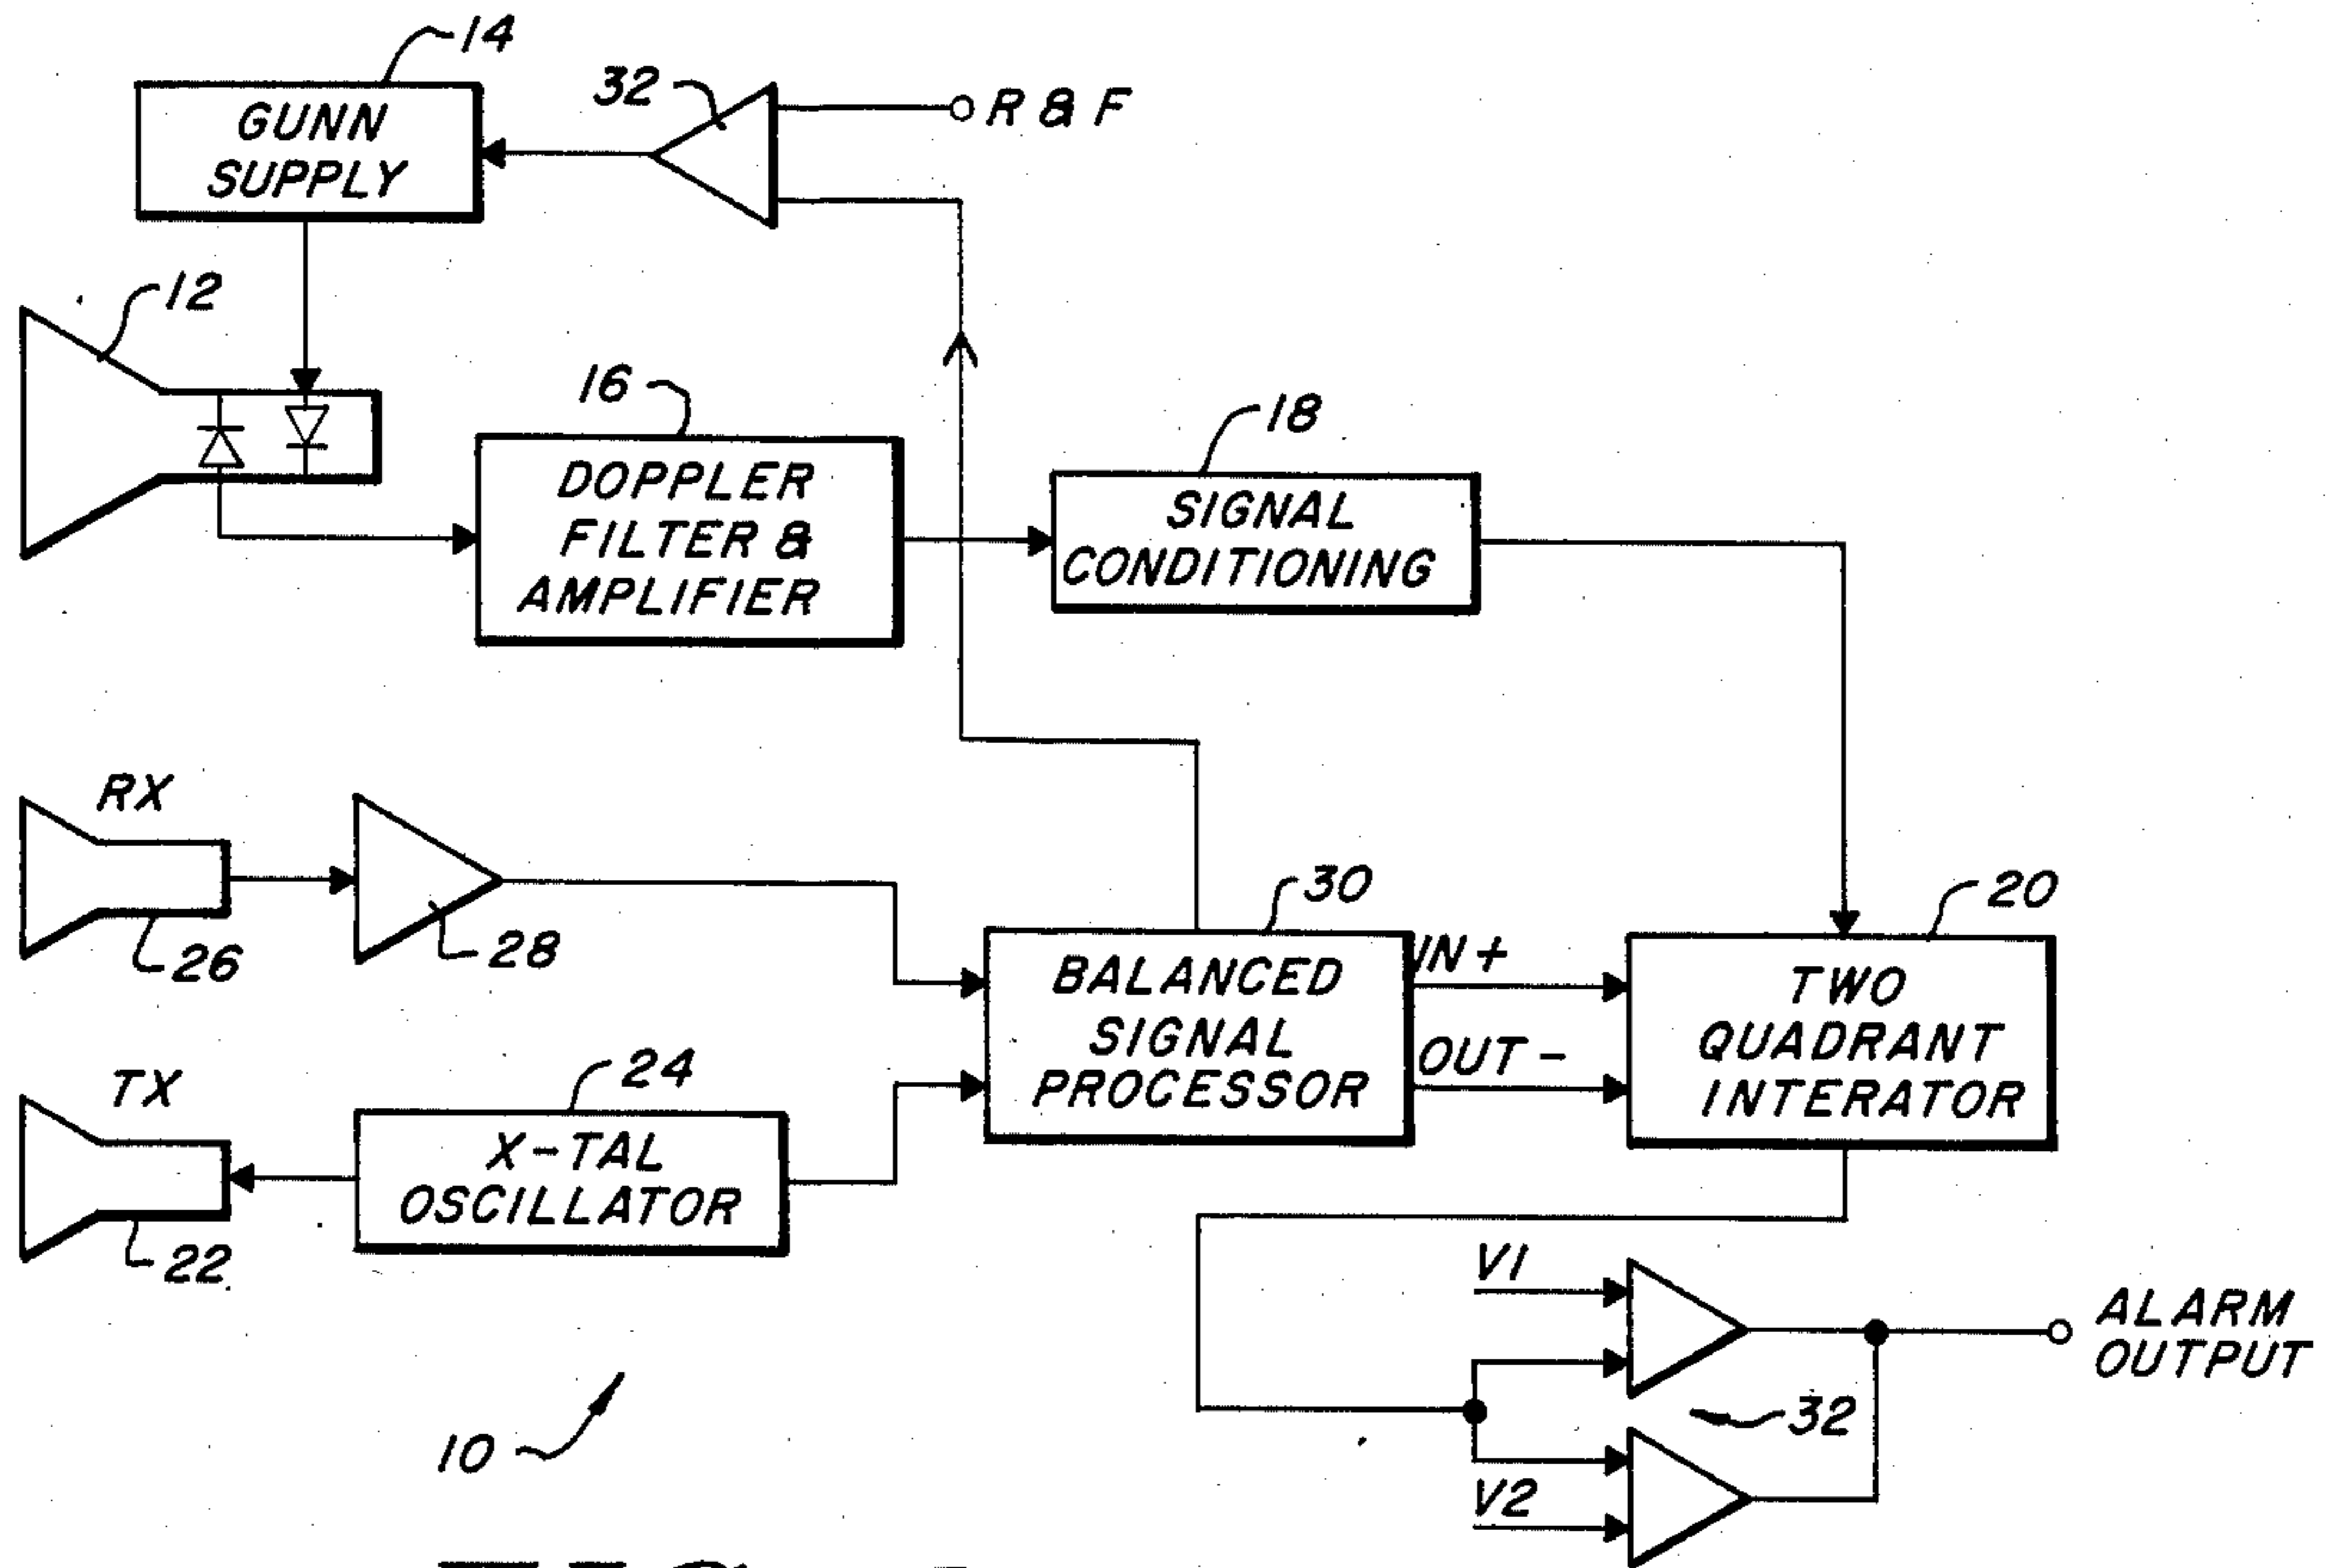 14
GUNN
SUPPLY
32
R & F
12
16
DOPPLER
FILTER &
AMPLIFIER
18
SIGNAL
CONDITIONING
RX
26
28
30
BALANCED
SIGNAL
PROCESSOR
IN +
OUT -
20
TWO
QUADRANT
INTERATOR
TX
22
24
X-TAL
OSCILLATOR
V1
V2
32
ALARM
OUTPUT
10